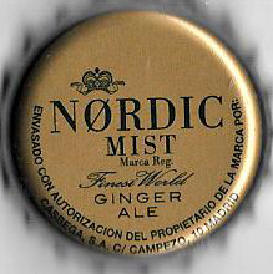 NØRDIC
MIST
Marca Reg.
Finest World
GINGER
ALE
ENVASADO CON AUTORIZACION DEL PROPIETARIO DE LA MARCA POR:
CASBEGA, S.A. C/ CAMPEZO, 10 MADRID